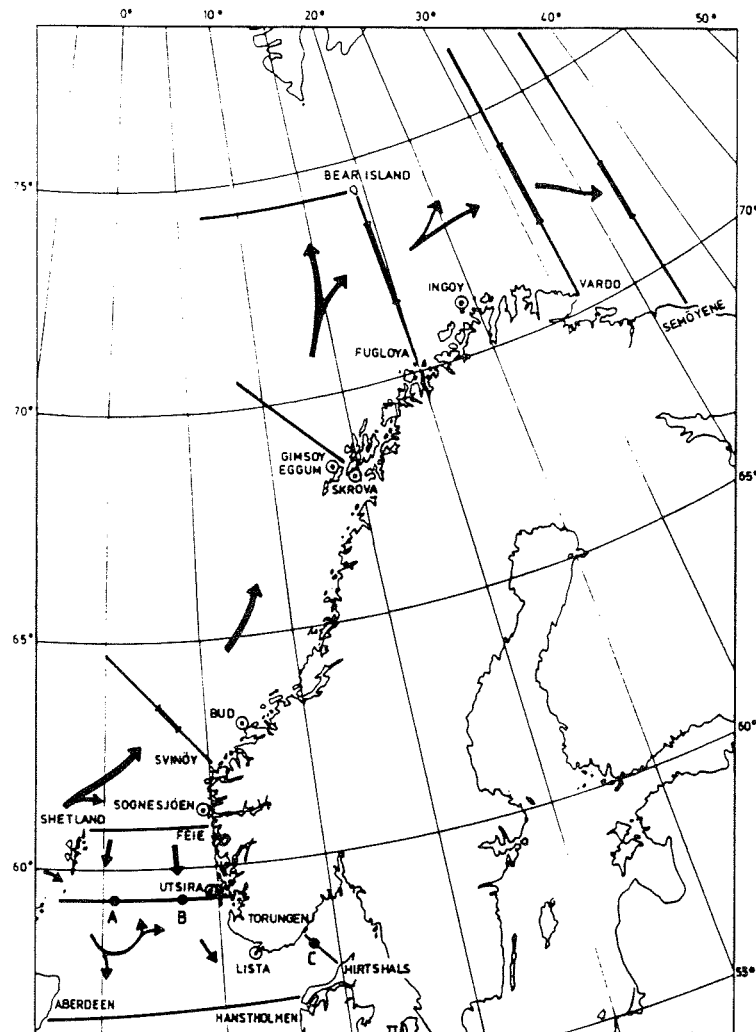 0° 10° 20° 30° 40° 50°
BEAR ISLAND
75°
70°
INGOY
VARDO
SEMÖYENE
FUGLOYA
70°
GIMSOY
EGGUM
SKROVA
65°
65°
BUD
60°
SVINÖY
SOGNESJÖEN
SHETLAND
FEIE
60°
UTSIRA
A B
TORUNGEN
C
LISTA
HIRTSHALS
55°
ABERDEEN
HANSTHOLMEN